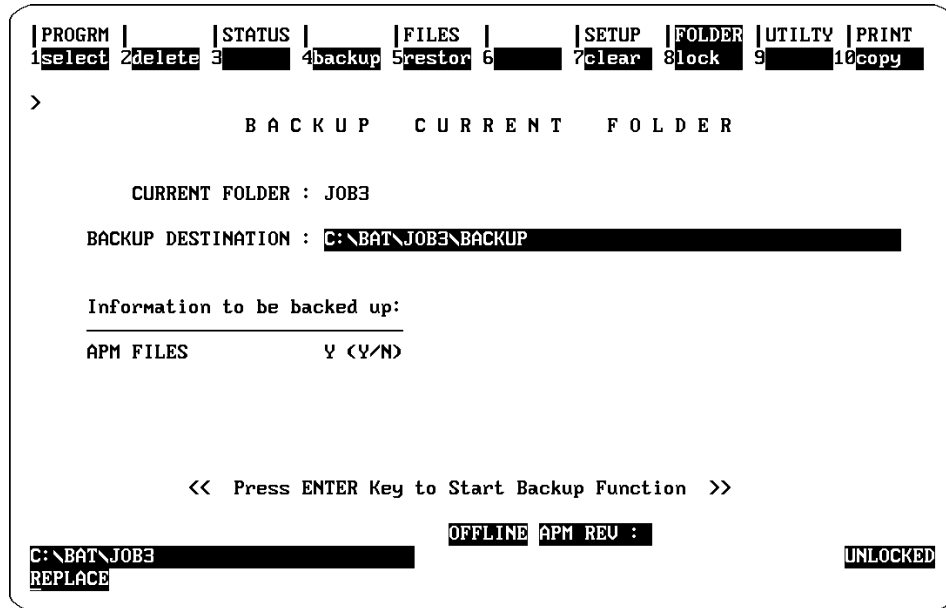 |PROGRM | |STATUS | |FILES | |SETUP |FOLDER |UTILTY |PRINT
1select 2delete 3 4backup 5restor 6 7clear 8lock 9 10copy
>
B A C K U P C U R R E N T F O L D E R
CURRENT FOLDER : JOB3
BACKUP DESTINATION : C:\BAT\JOB3\BACKUP
Information to be backed up:
APM FILES Y (Y/N)
<< Press ENTER Key to Start Backup Function >>
OFFLINE APM REV :
C:\BAT\JOB3 UNLOCKED
REPLACE